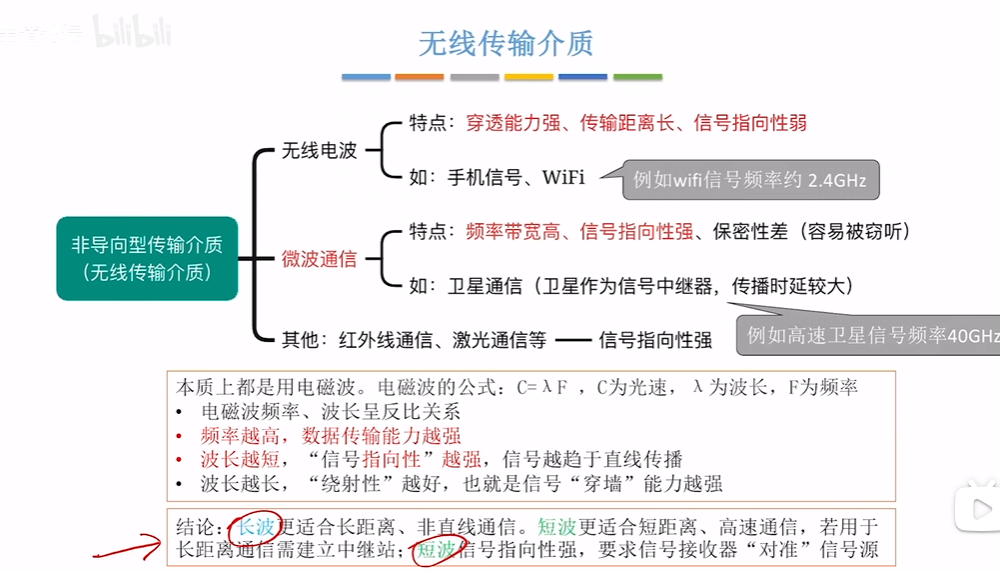 bilibili
无线传输介质
特点：穿透能力强、传输距离长、信号指向性弱
无线电波
如：手机信号、WiFi
例如wifi信号频率约 2.4GHz
非导向型传输介质
（无线传输介质）
特点：频率带宽高、信号指向性强、保密性差（容易被窃听）
微波通信
如：卫星通信（卫星作为信号中继器，传播时延较大）
例如高速卫星信号频率40GHz
其他：红外线通信、激光通信等
信号指向性强
本质上都是用电磁波。电磁波的公式：C=λF ，C为光速，λ为波长，F为频率
• 电磁波频率、波长呈反比关系
• 频率越高，数据传输能力越强
• 波长越短，“信号指向性”越强，信号越趋于直线传播
• 波长越长，“绕射性”越好，也就是信号“穿墙”能力越强
结论：长波更适合长距离、非直线通信。短波更适合短距离、高速通信，若用于
长距离通信需建立中继站；短波信号指向性强，要求信号接收器“对准”信号源